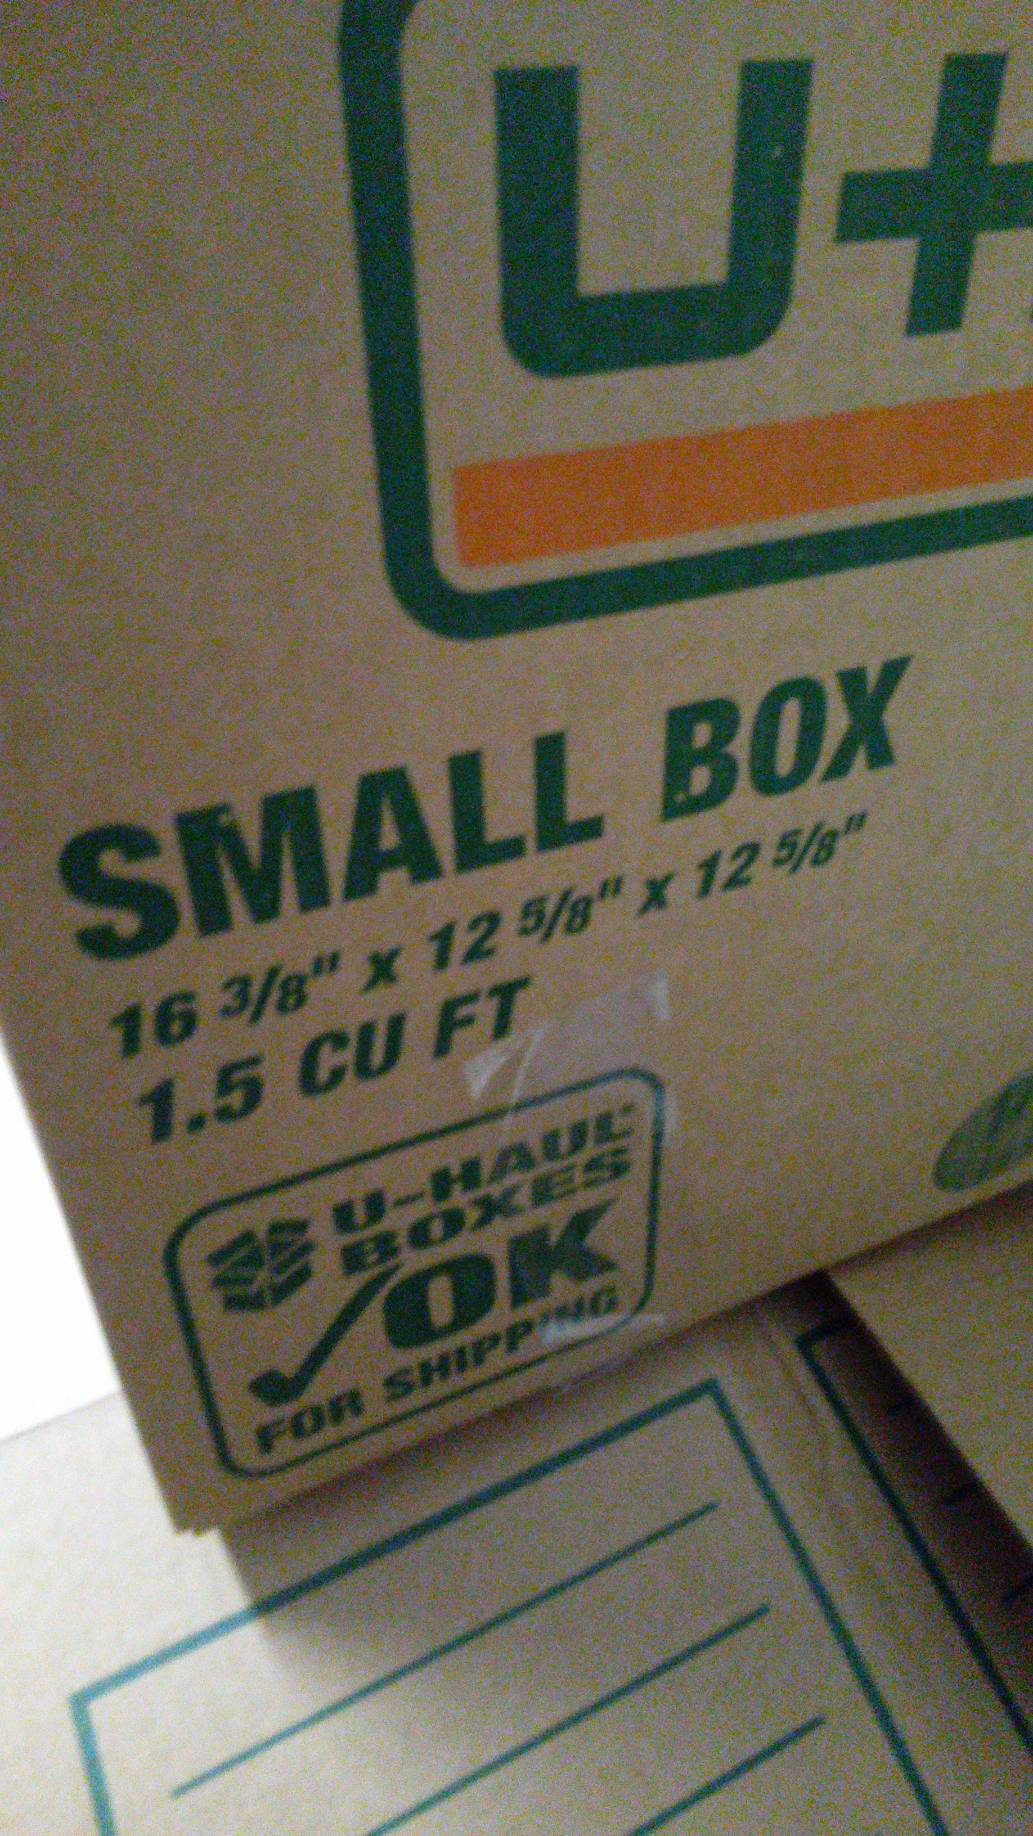 U-
SMALL BOX
16 3/8" x 12 5/8" x 12 5/8"
1.5 CU FT
U-HAUL
BOXES
OK
FOR SHIPPING